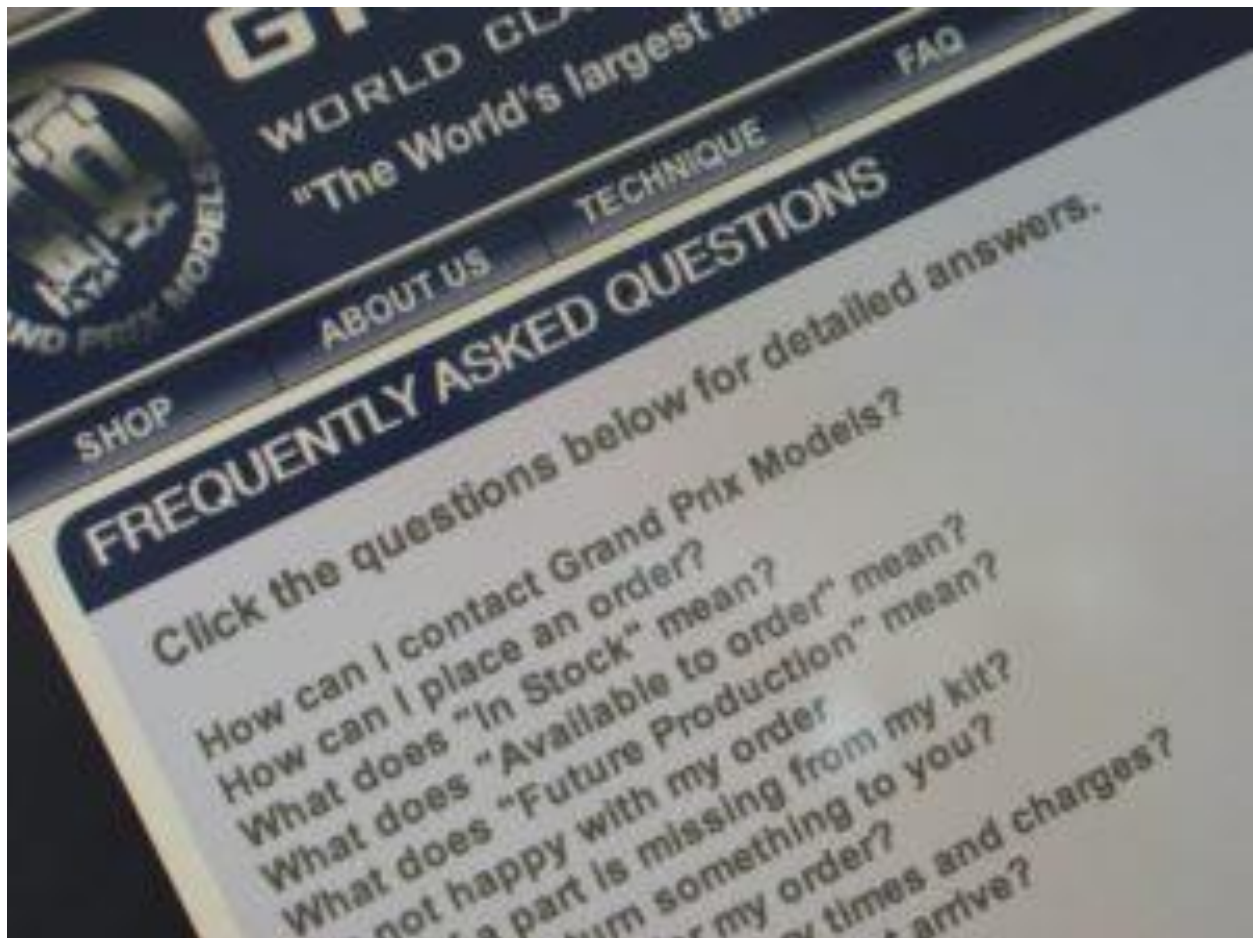 WORLD
"The World's largest
AND PRIX MODELS
SHOP
ABOUT US
TECHNIQUE
FAQ
FREQUENTLY ASKED QUESTIONS
Click the questions below for detailed answers.
How can I contact Grand Prix Models?
How can I place an order?
What does "In Stock" mean?
What does "Available to order" mean?
What does "Future Production" mean?
not happy with my order
a part is missing from my kit?
something to you?
my order?
times and charges?
arrive?